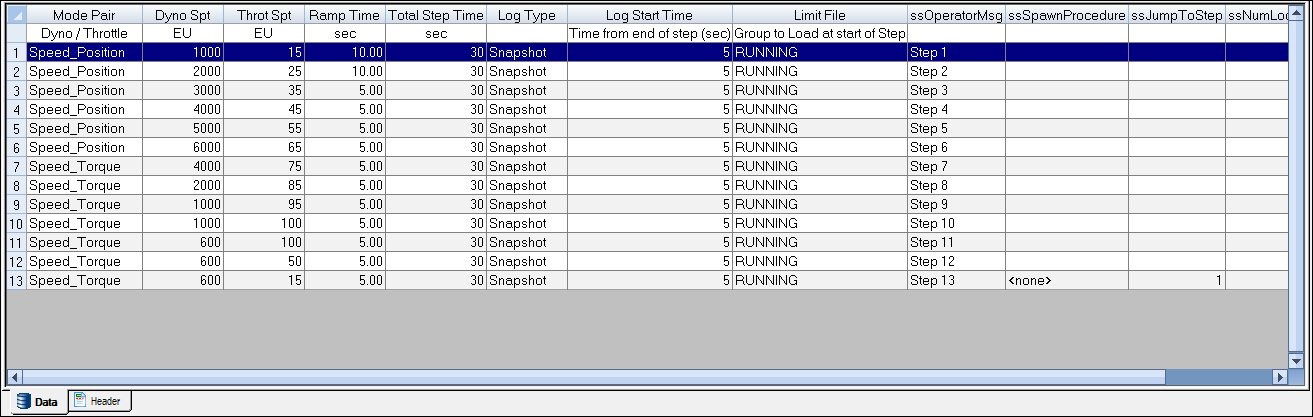 Mode Pair Dyno Spt Throt Spt Ramp Time Total Step Time Log Type Log Start Time Limit File ssOperatorMsg ssSpawnProcedure ssJumpToStep ssNumLoo
Dyno / Throttle EU EU sec sec Time from end of step (sec) Group to Load at start of Step
1 Speed_Position 1000 15 10.00 30 Snapshot 5 RUNNING Step 1
2 Speed_Position 2000 25 10.00 30 Snapshot 5 RUNNING Step 2
3 Speed_Position 3000 35 5.00 30 Snapshot 5 RUNNING Step 3
4 Speed_Position 4000 45 5.00 30 Snapshot 5 RUNNING Step 4
5 Speed_Position 5000 55 5.00 30 Snapshot 5 RUNNING Step 5
6 Speed_Position 6000 65 5.00 30 Snapshot 5 RUNNING Step 6
7 Speed_Torque 4000 75 5.00 30 Snapshot 5 RUNNING Step 7
8 Speed_Torque 2000 85 5.00 30 Snapshot 5 RUNNING Step 8
9 Speed_Torque 1000 95 5.00 30 Snapshot 5 RUNNING Step 9
10 Speed_Torque 1000 100 5.00 30 Snapshot 5 RUNNING Step 10
11 Speed_Torque 600 100 5.00 30 Snapshot 5 RUNNING Step 11
12 Speed_Torque 600 50 5.00 30 Snapshot 5 RUNNING Step 12
13 Speed_Torque 600 15 5.00 30 Snapshot 5 RUNNING Step 13 <none> 1
Data Header